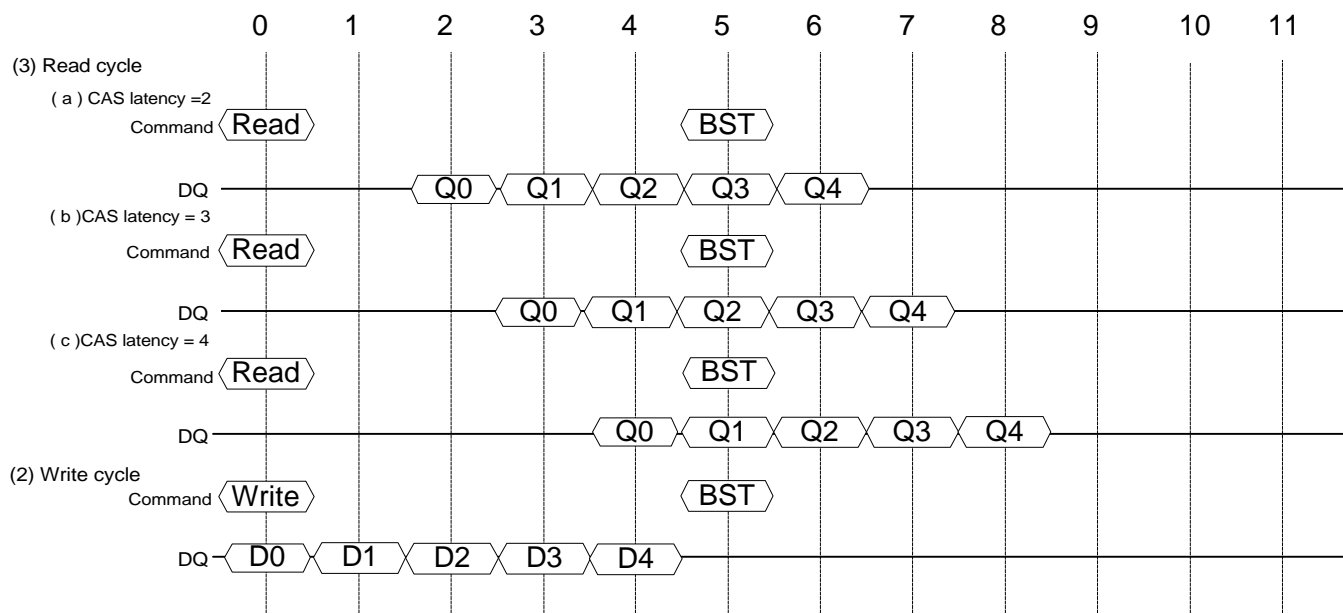 0 1 2 3 4 5 6 7 8 9 10 11
(3) Read cycle
( a ) CAS latency =2
Command Read BST
DQ Q0 Q1 Q2 Q3 Q4
( b )CAS latency = 3
Command Read BST
DQ Q0 Q1 Q2 Q3 Q4
( c )CAS latency = 4
Command Read BST
DQ Q0 Q1 Q2 Q3 Q4
(2) Write cycle
Command Write BST
DQ D0 D1 D2 D3 D4